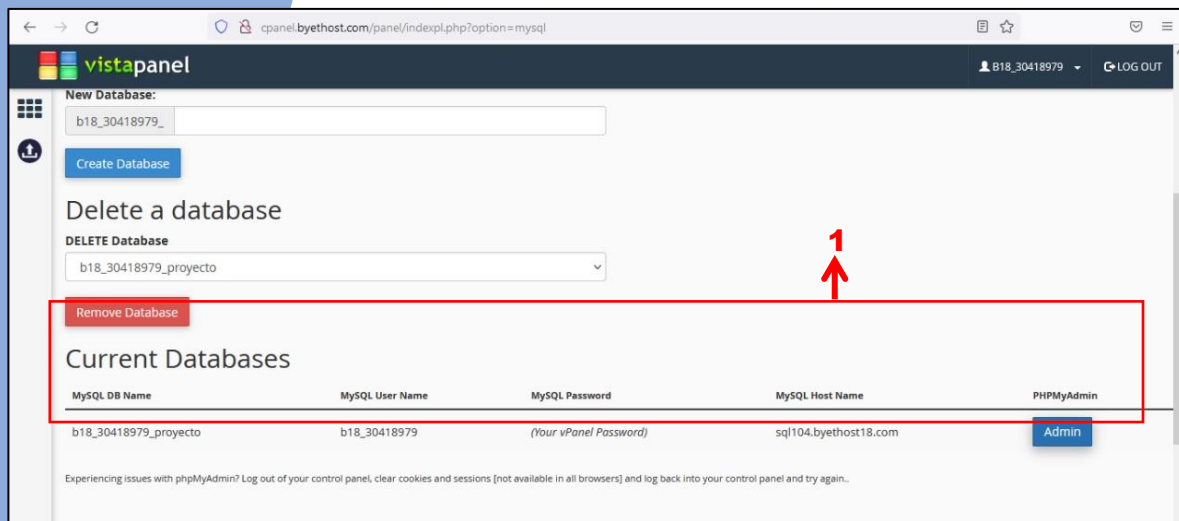 cpanel.byethost.com/panel/indexpl.php?option=mysql
vistapanel
B18_30418979
LOG OUT
New Database:
b18_30418979_
Create Database
Delete a database
DELETE Database
b18_30418979_proyecto
1
Remove Database
Current Databases
MySQL DB Name MySQL User Name MySQL Password MySQL Host Name PHPMyAdmin
b18_30418979_proyecto b18_30418979 (Your vPanel Password) sql104.byethost18.com Admin
Experiencing issues with phpMyAdmin? Log out of your control panel, clear cookies and sessions [not available in all browsers] and log back into your control panel and try again..